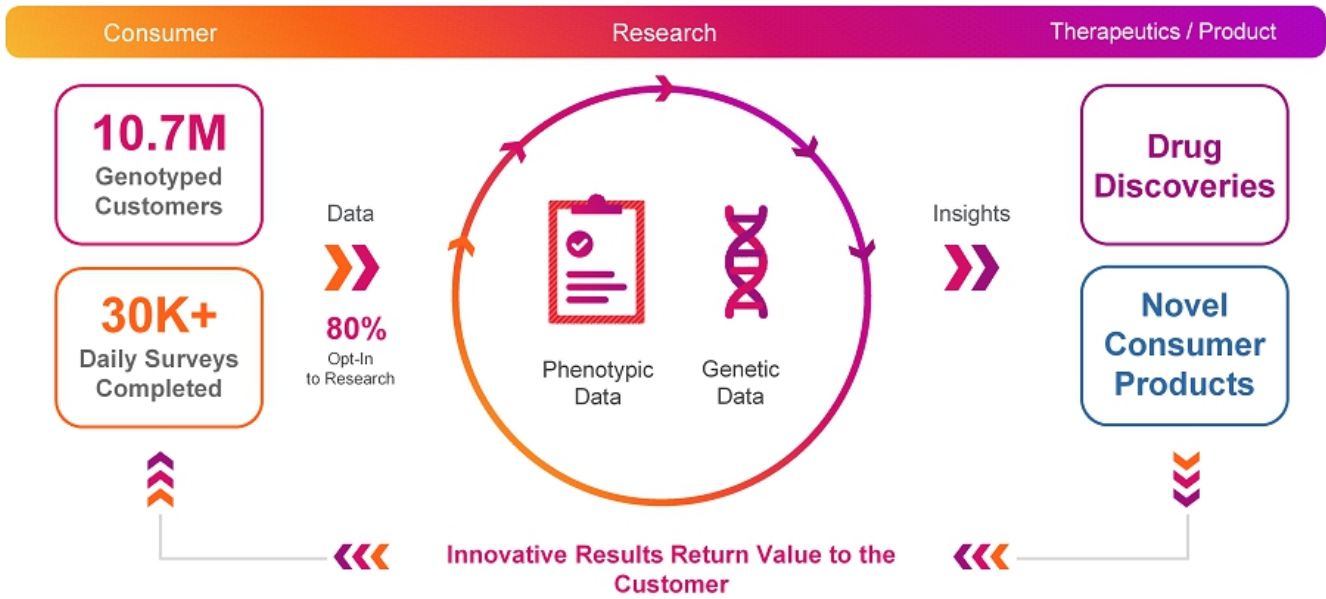 Consumer
Research
Therapeutics / Product
10.7M
Genotyped
Customers
30K+
Daily Surveys
Completed
Data
80%
Opt-In
to Research
Phenotypic
Data
Genetic
Data
Insights
Drug
Discoveries
Novel
Consumer
Products
Innovative Results Return Value to the
Customer